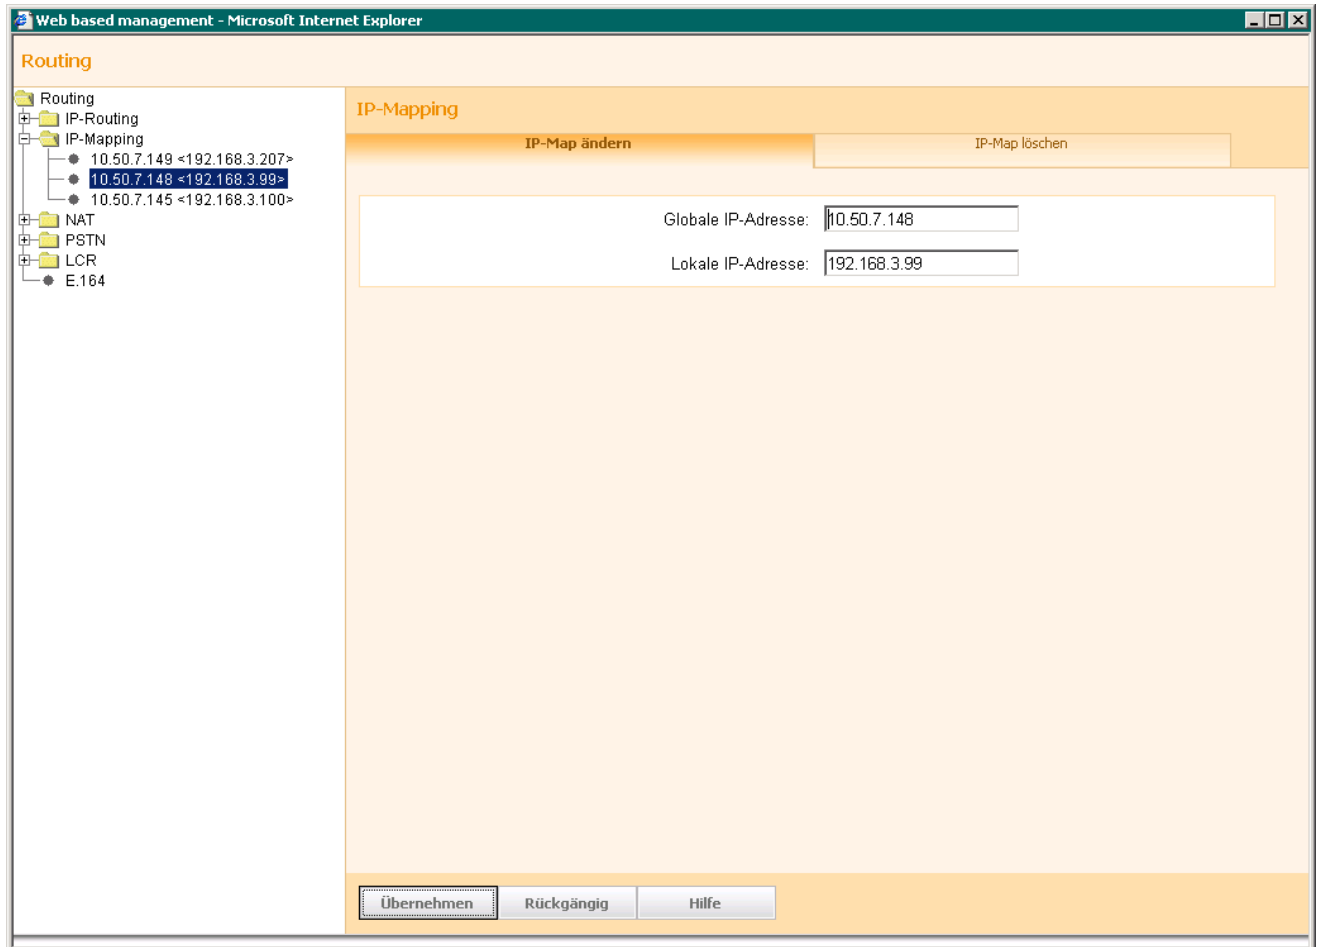 Web based management - Microsoft Internet Explorer
Routing
Routing
IP-Routing
IP-Mapping
10.50.7.149 <192.168.3.207>
10.50.7.148 <192.168.3.99>
10.50.7.145 <192.168.3.100>
NAT
PSTN
LCR
E.164
IP-Mapping
IP-Map ändern
IP-Map löschen
Globale IP-Adresse: 10.50.7.148
Lokale IP-Adresse: 192.168.3.99
Übernehmen
Rückgängig
Hilfe